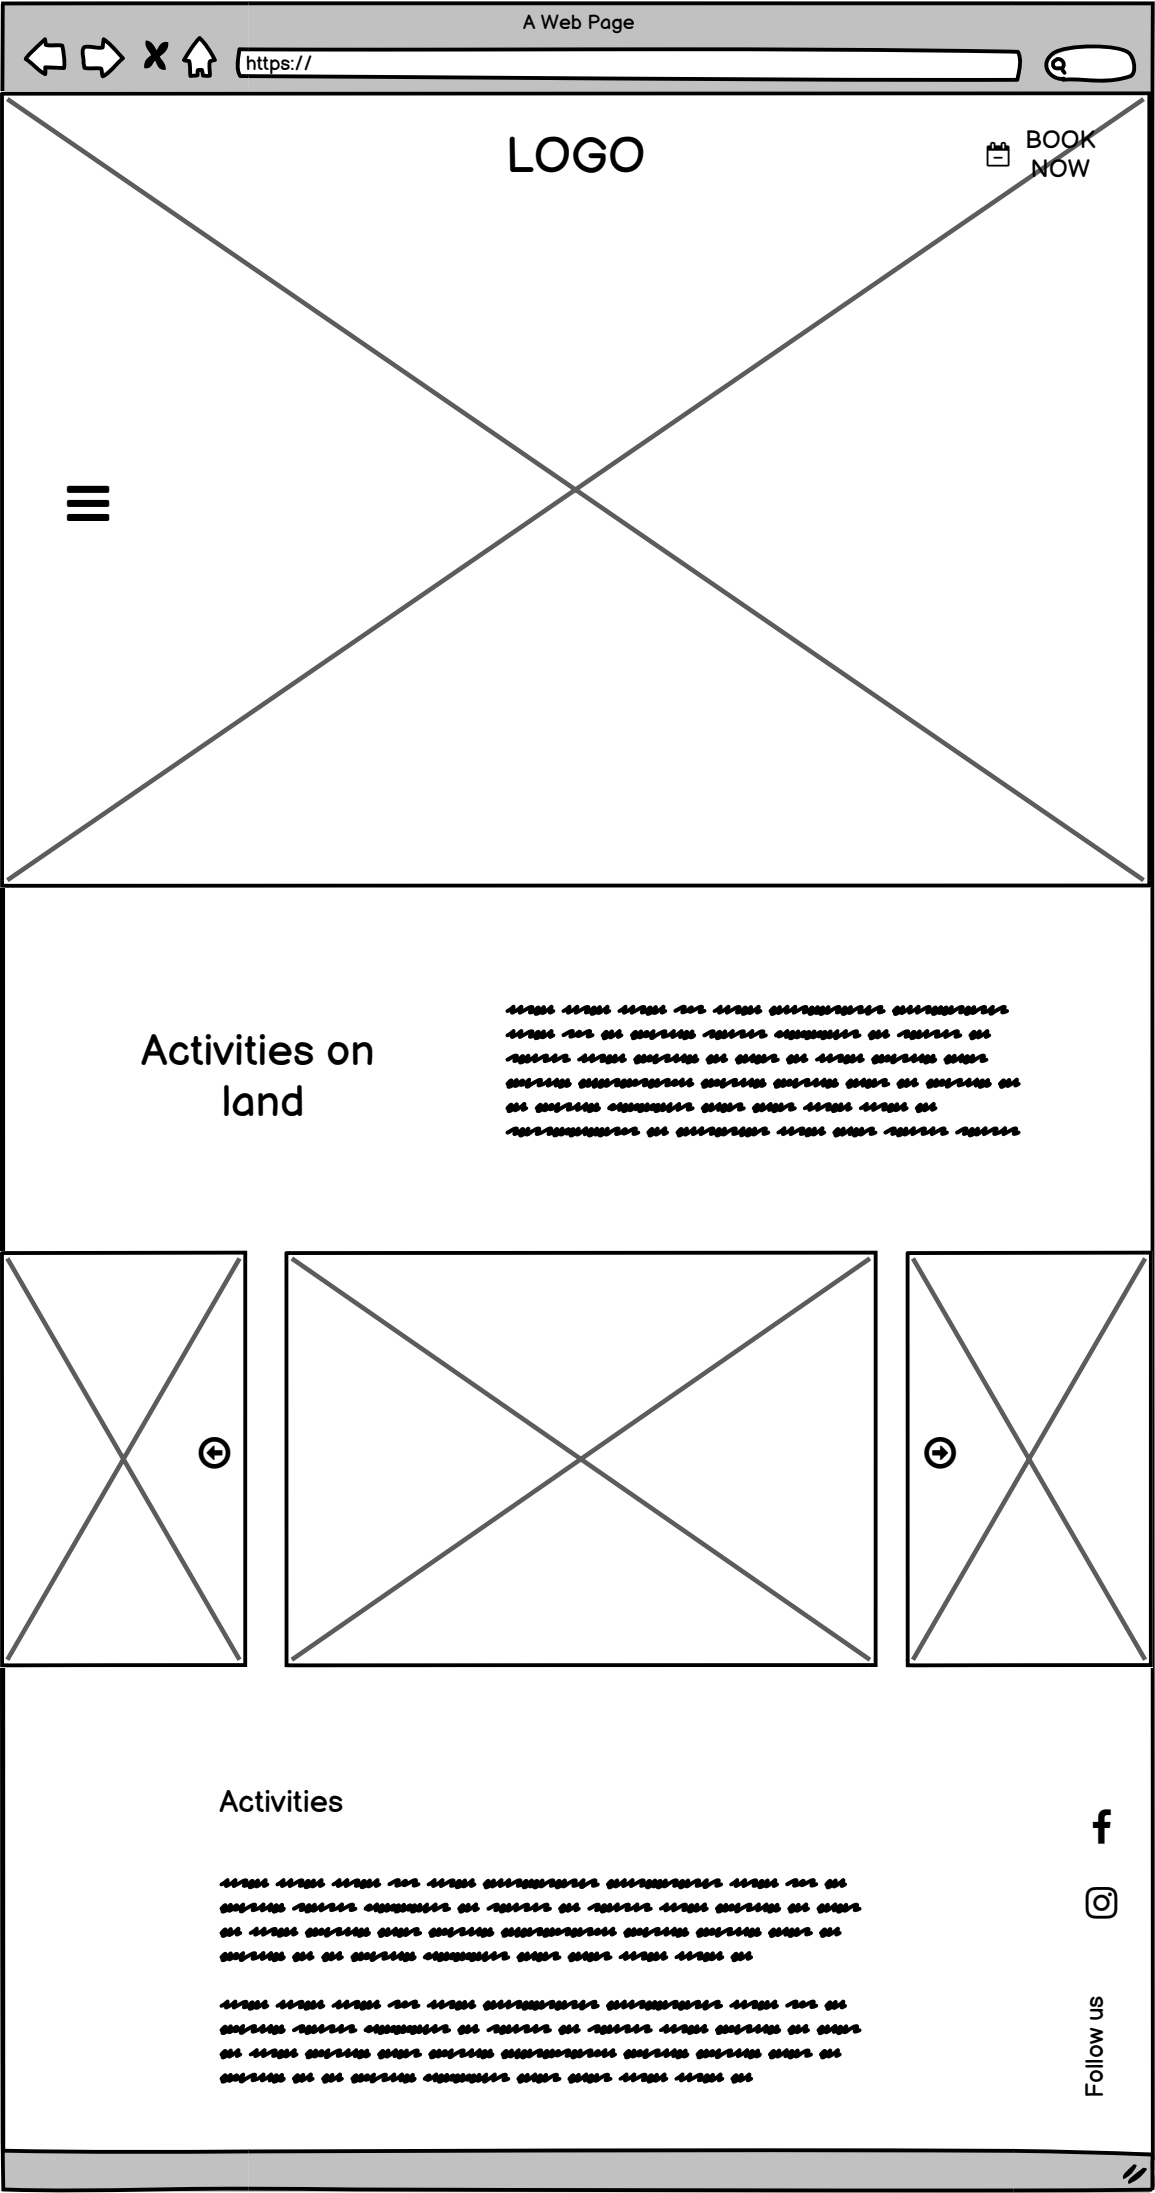 A Web Page
https://
LOGO
BOOK
NOW
Activities on
land
Activities
Follow us